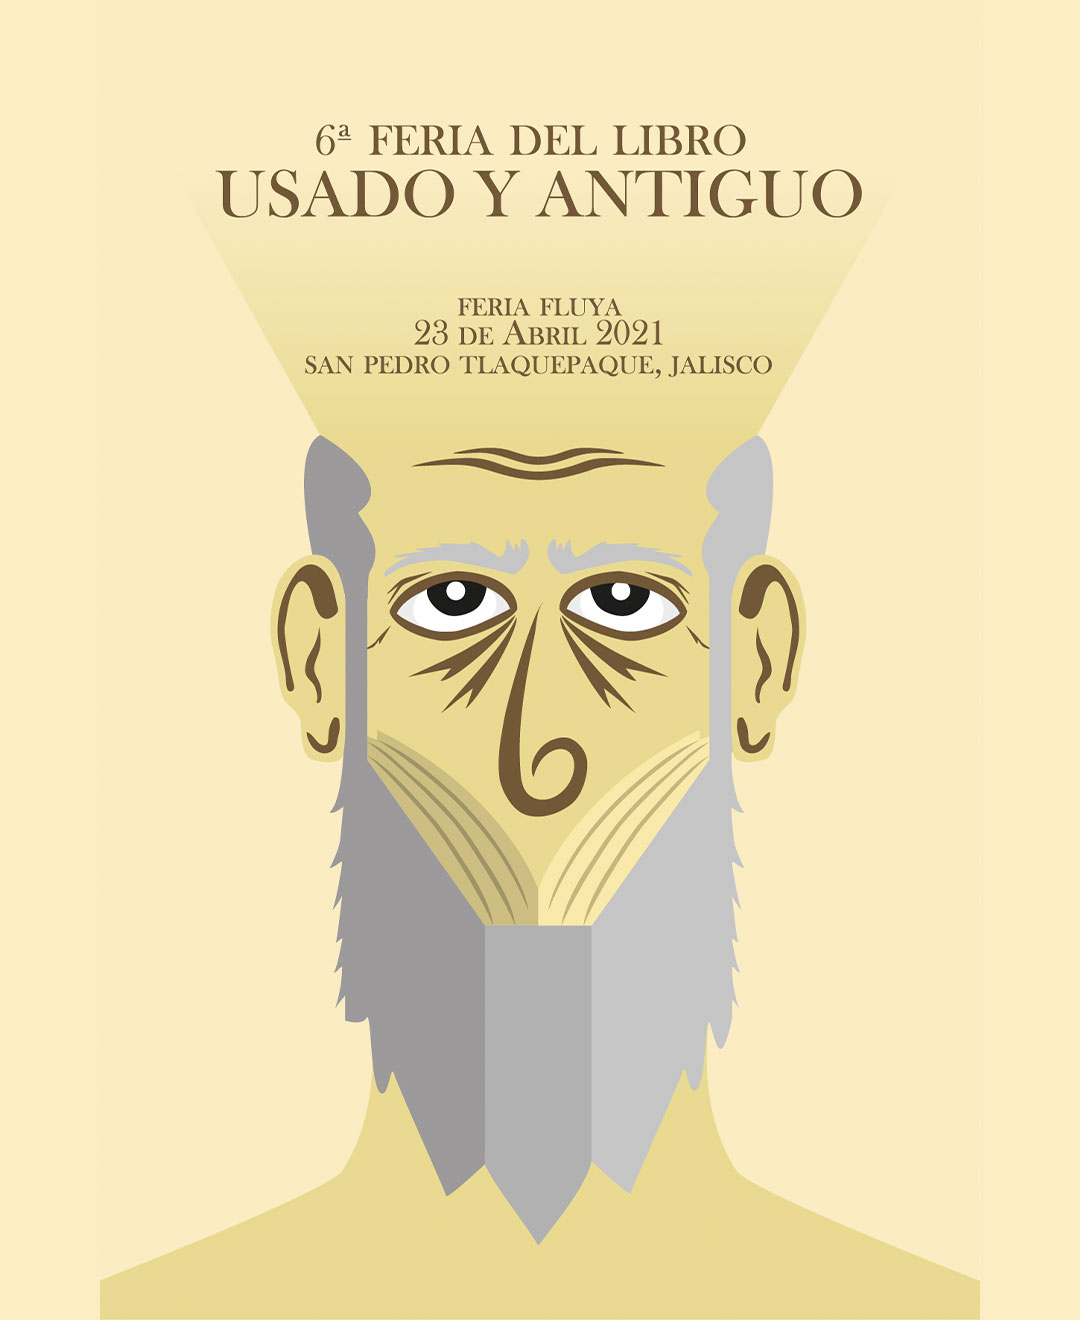 6ª FERIA DEL LIBRO
USADO Y ANTIGUO
FERIA FLUYA
23 DE ABRIL 2021
SAN PEDRO TLAQUEPAQUE, JALISCO